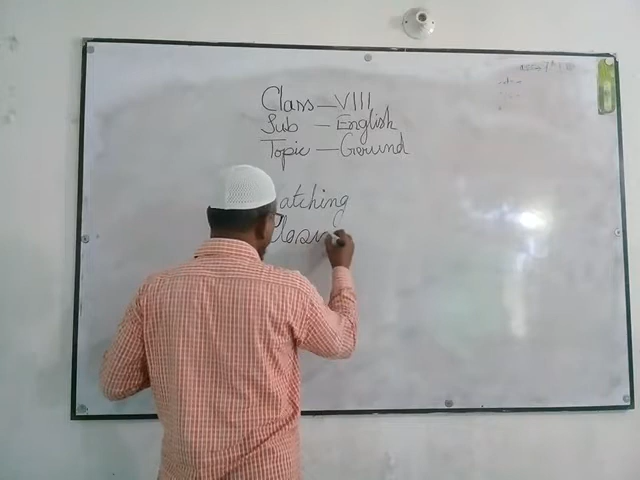 Class — VIII
Sub — English
Topic — Gerund
atching